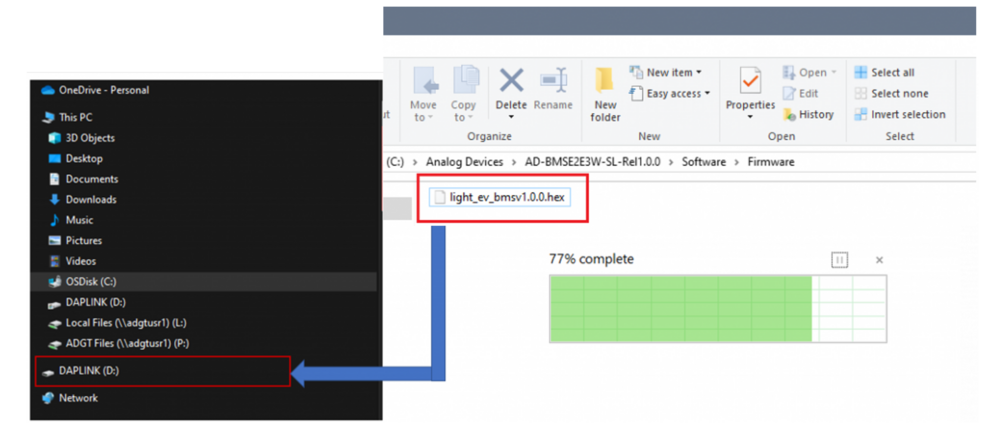 OneDrive - Personal
This PC
3D Objects
Desktop
Documents
Downloads
Music
Pictures
Videos
OSDisk (C:)
DAPLINK (D:)
Local Files (\\adgtusr1) (L:)
ADGT Files (\\adgtusr1) (P:)
DAPLINK (D:)
Network
Move to
Copy to
Delete
Rename
Organize
New folder
New item
Easy access
New
Properties
Open
Edit
History
Open
Select all
Select none
Invert selection
Select
(C:) > Analog Devices > AD-BMSE2E3W-SL-Rel1.0.0 > Software > Firmware
light_ev_bmsv1.0.0.hex
77% complete